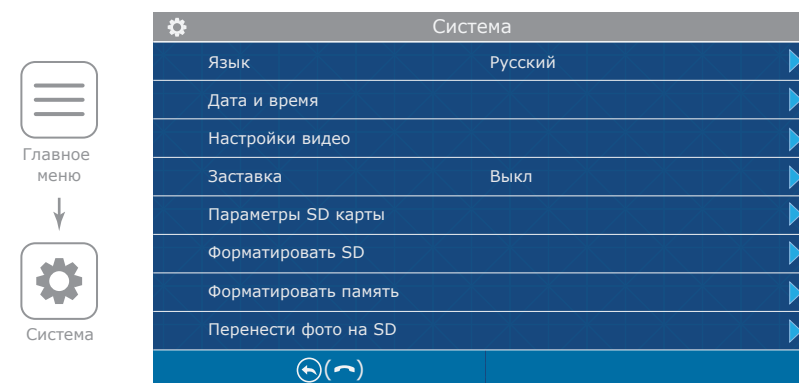 Главное
меню
Система
Система
Язык Русский
Дата и время
Настройки видео
Заставка Выкл
Параметры SD карты
Форматировать SD
Форматировать память
Перенести фото на SD